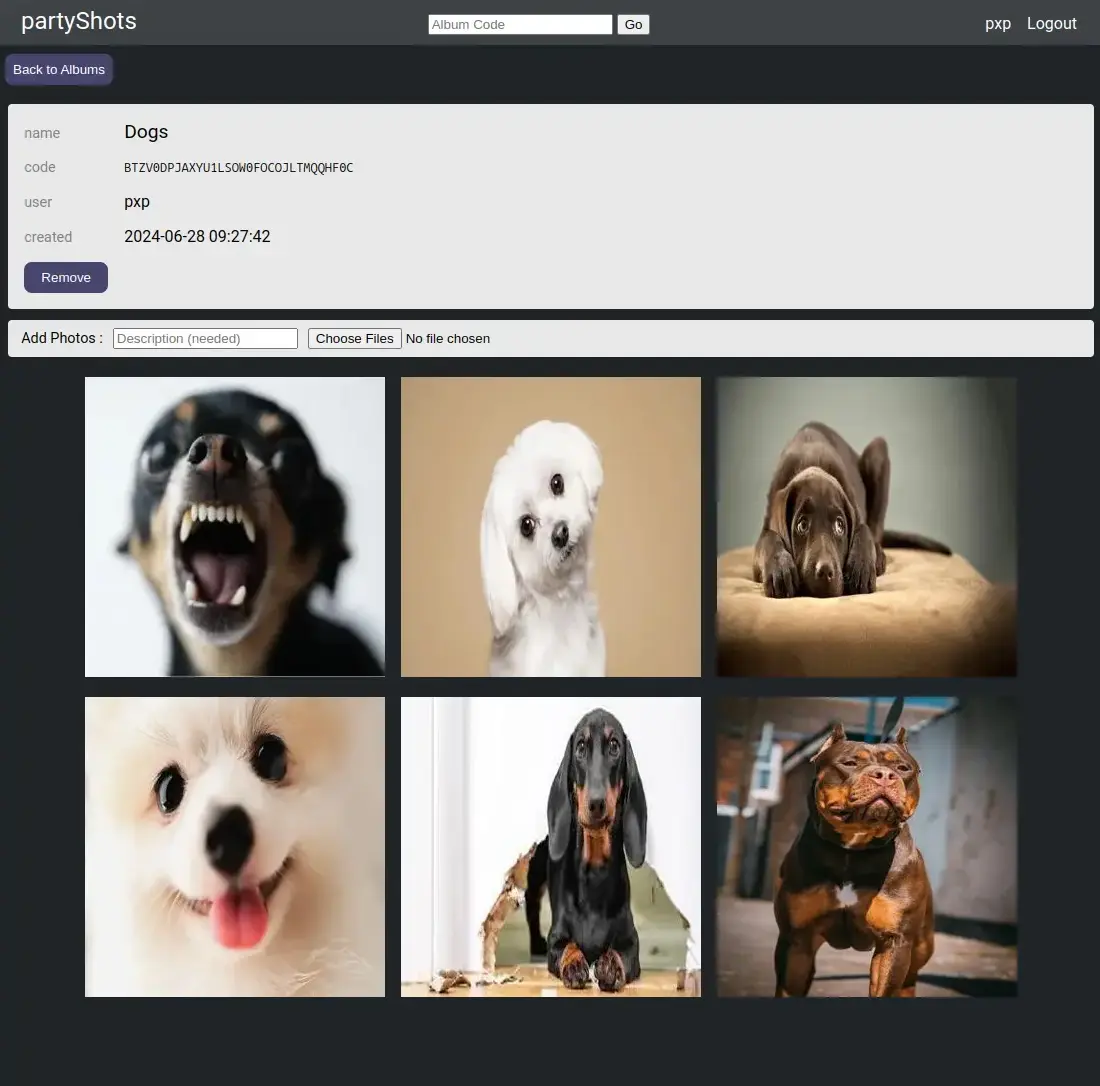 partyShots Album Code Go pxp Logout
Back to Albums
name Dogs
code BTZV0DPJAXYU1LSOW0FOCOJLTMQQHF0C
user pxp
created 2024-06-28 09:27:42
Remove
Add Photos : Description (needed) Choose Files No file chosen